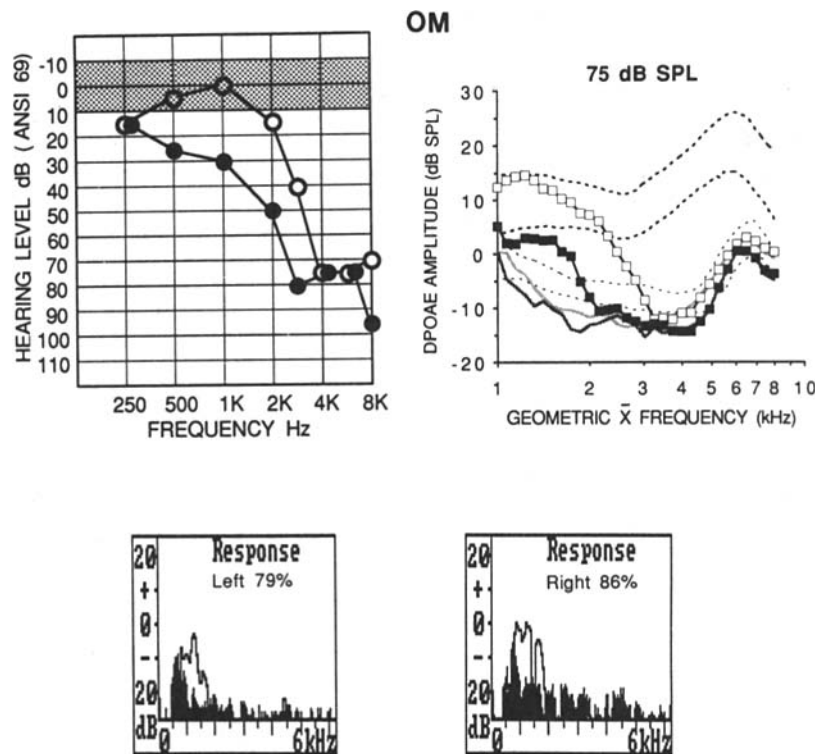 OM
HEARING LEVEL dB ( ANSI 69)
-10
0
10
20
30
40
50
60
70
80
90
100
110
250 500 1K 2K 4K 8K
FREQUENCY Hz
75 dB SPL
DPOAE AMPLITUDE (dB SPL)
30
20
10
0
-10
-20
1 2 3 4 5 6 7 8 10
GEOMETRIC X̄ FREQUENCY (kHz)
Response
Left 79%
20
+
0
-
20
dB
0 6kHz
Response
Right 86%
20
+
0
-
20
dB
0 6kHz